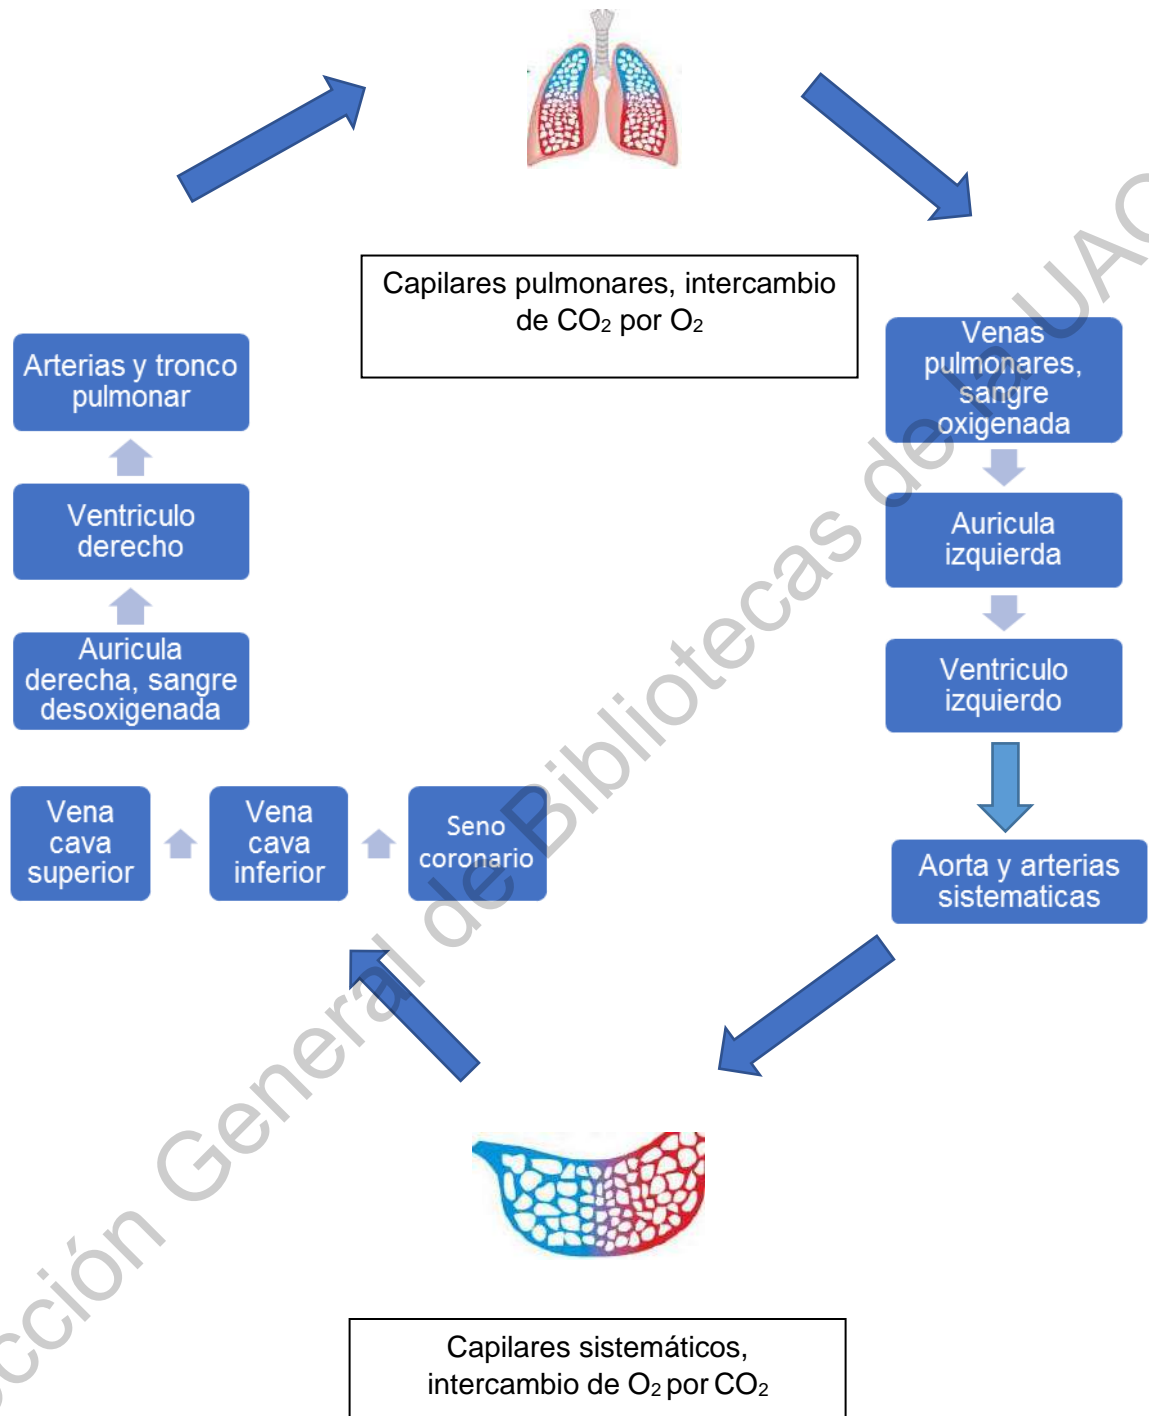 Capilares pulmonares, intercambio
de CO₂ por O₂
Arterias y tronco
pulmonar
Ventriculo
derecho
Auricula
derecha, sangre
desoxigenada
Vena
cava
superior
Vena
cava
inferior
Seno
coronario
Venas
pulmonares,
sangre
oxigenada
Auricula
izquierda
Ventriculo
izquierdo
Aorta y arterias
sistematicas
Capilares sistemáticos,
intercambio de O₂ por CO₂
General de Bibliotecas de la UAQ